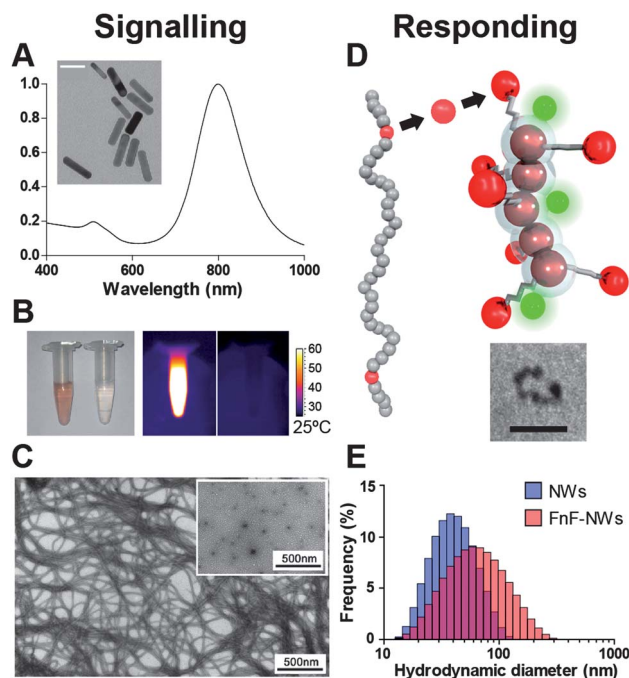 Signalling
A
1.0
0.8
0.6
0.4
0.2
0.0
400 600 800 1000
Wavelength (nm)
B
60
50
40
30
25ºC
C
500nm
500nm
Responding
D
E
NWs
FnF-NWs
Frequency (%)
15
10
5
0
10 100 1000
Hydrodynamic diameter (nm)